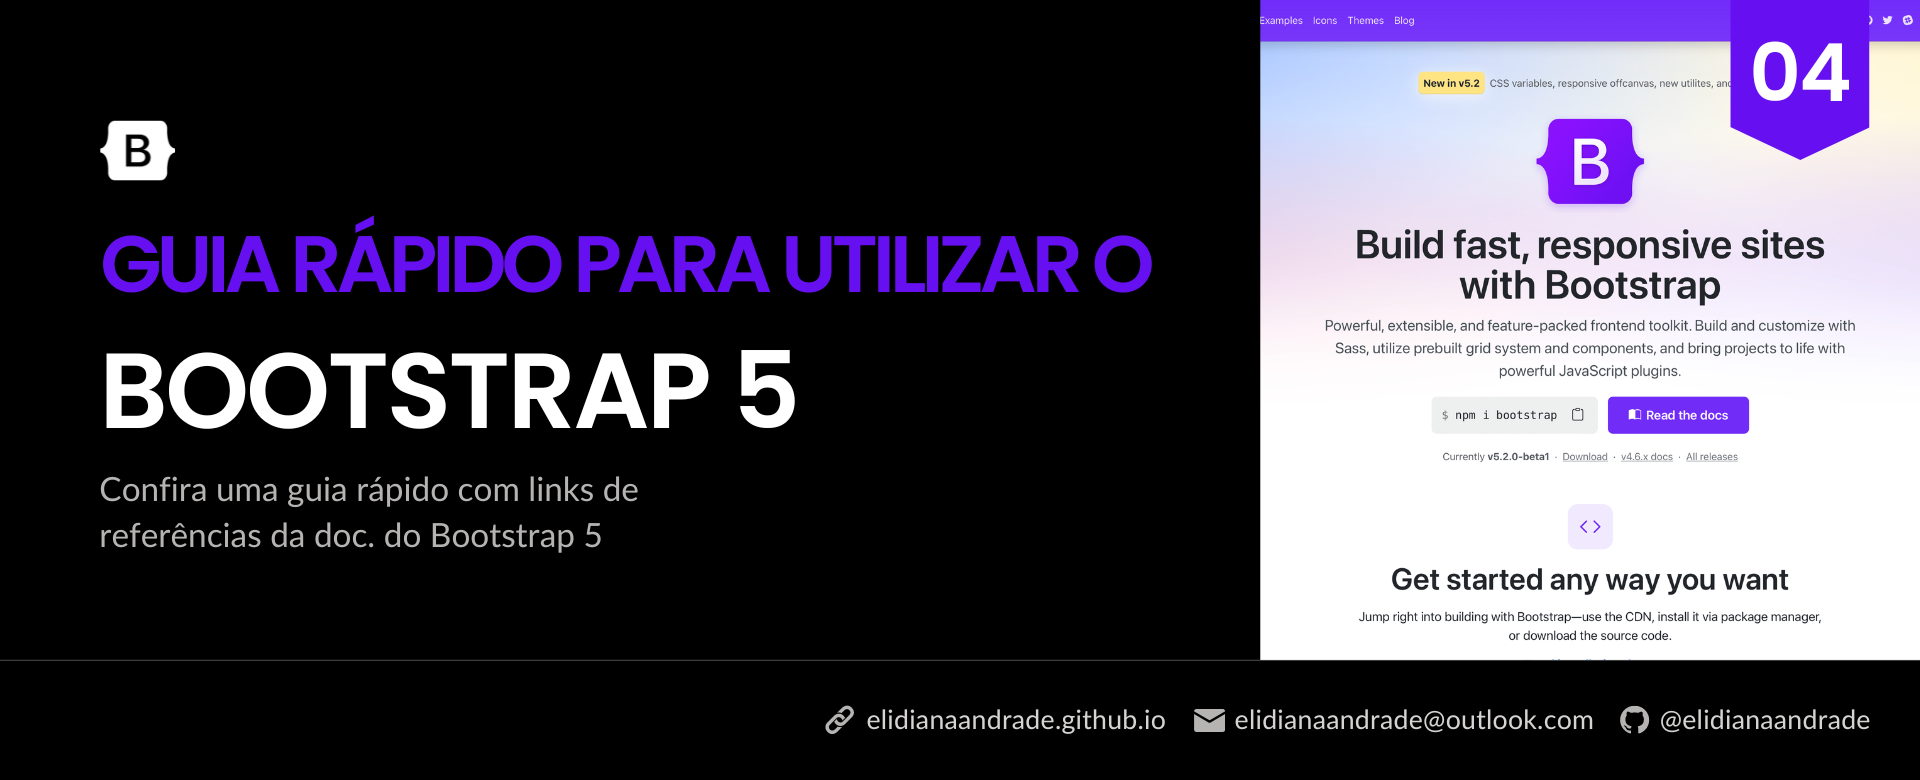 B
GUIA RÁPIDO PARA UTILIZAR O
BOOTSTRAP 5
Confira uma guia rápido com links de
referências da doc. do Bootstrap 5
Examples Icons Themes Blog
04
New in v5.2 CSS variables, responsive offcanvas, new utilites, and
B
Build fast, responsive sites
with Bootstrap
Powerful, extensible, and feature-packed frontend toolkit. Build and customize with
Sass, utilize prebuilt grid system and components, and bring projects to life with
powerful JavaScript plugins.
$ npm i bootstrap Read the docs
Currently v5.2.0-beta1 · Download · v4.6.x docs · All releases
Get started any way you want
Jump right into building with Bootstrap—use the CDN, install it via package manager,
or download the source code.
elidianaandrade.github.io elidianaandrade@outlook.com @elidianaandrade